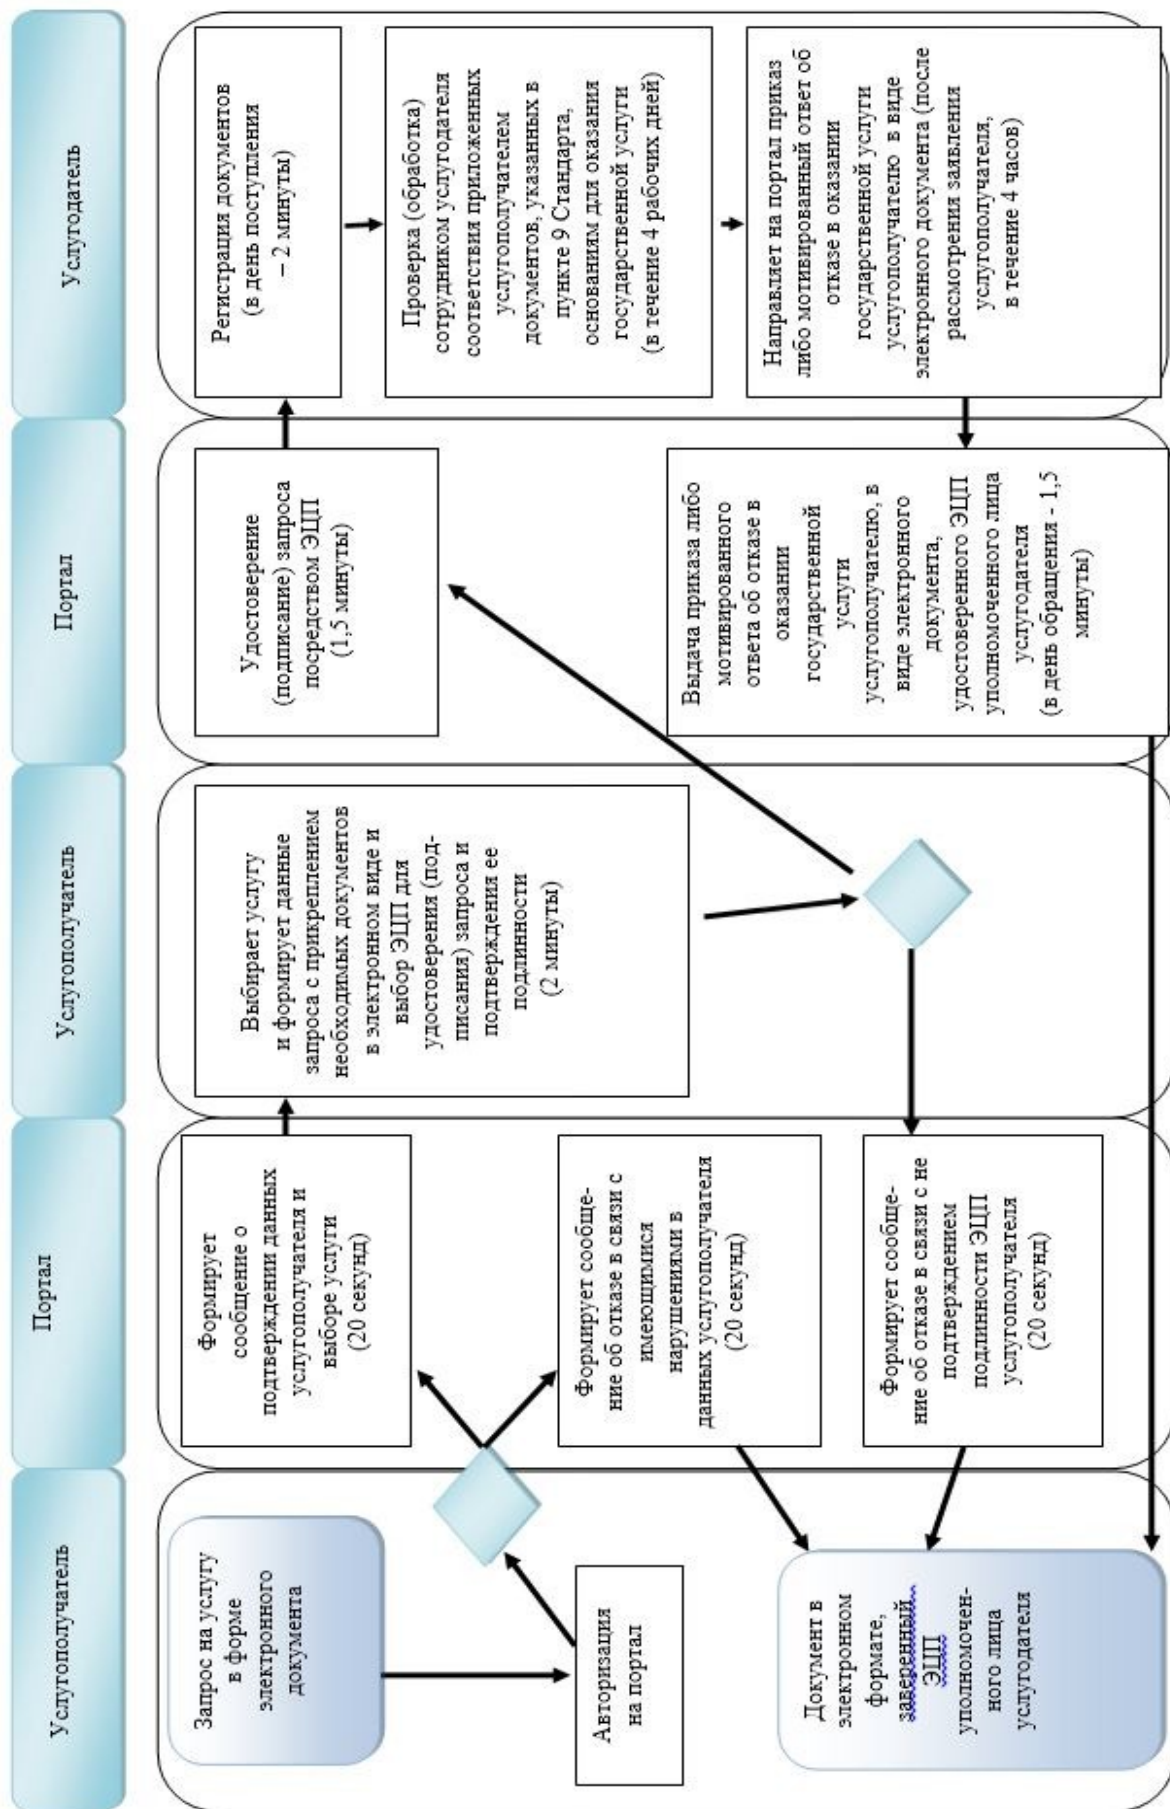 Услугополучатель
Портал
Услугополучатель
Портал
Услугодатель
Запрос на услугу
в форме
электронного
документа
Авторизация
на портал
Документ в
электронном
формате,
заверенный
ЭЦП
уполномочен-
ного лица
услугодателя
Формирует
сообщение о
подтверждении данных
услугополучателя и
выборе услуги
(20 секунд)
Формирует сообще-
ние об отказе в связи с
имеющимися
нарушениями в
данных услугополучателя
(20 секунд)
Формирует сообще-
ние об отказе в связи с не
подтверждением
подлинности ЭЦП
услугополучателя
(20 секунд)
Выбирает услугу
и формирует данные
запроса с прикреплением
необходимых документов
в электронном виде и
выбор ЭЦП для
удостоверения (под-
писания) запроса и
подтверждения ее
подлинности
(2 минуты)
Удостоверение
(подписание) запроса
посредством ЭЦП
(1,5 минуты)
Выдача приказа либо
мотивированного
ответа об отказе в
оказании
государственной
услуги
услугополучателю, в
виде электронного
документа,
удостоверенного ЭЦП
уполномоченного лица
услугодателя
(в день обращения - 1,5
минуты)
Регистрация документов
(в день поступления
– 2 минуты)
Проверка (обработка)
сотрудником услугодателя
соответствия приложенных
услугополучателем
документов, указанных в
пункте 9 Стандарта,
основаниям для оказания
государственной услуги
(в течение 4 рабочих дней)
Направляет на портал приказ
либо мотивированный ответ об
отказе в оказании
государственной услуги
услугополучателю в виде
электронного документа (после
рассмотрения заявления
услугополучателя,
в течение 4 часов)